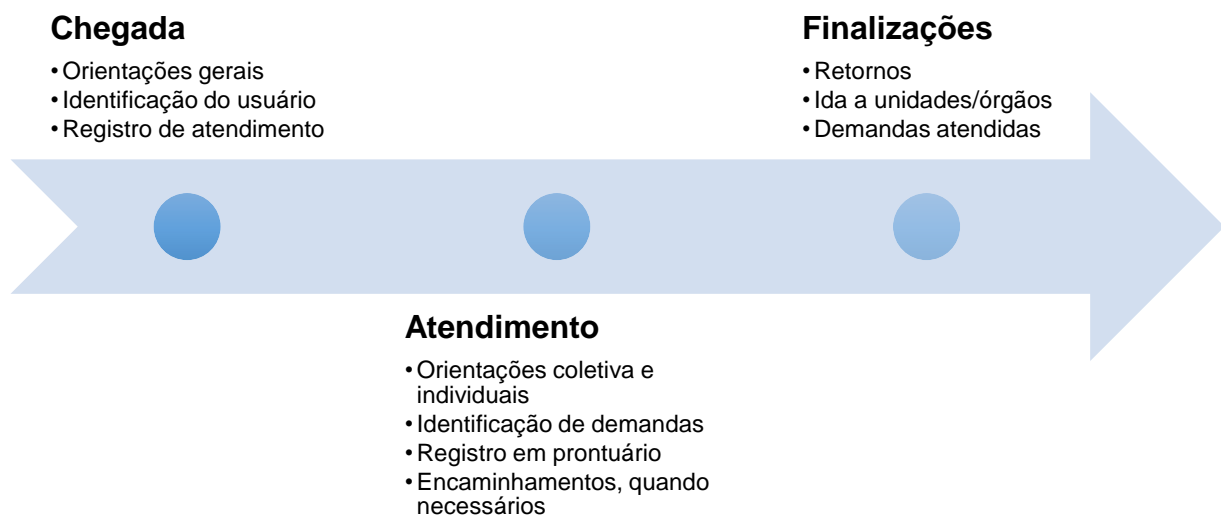 Chegada
• Orientações gerais
• Identificação do usuário
• Registro de atendimento
Atendimento
• Orientações coletiva e
individuais
• Identificação de demandas
• Registro em prontuário
• Encaminhamentos, quando
necessários
Finalizações
• Retornos
• Ida a unidades/órgãos
• Demandas atendidas